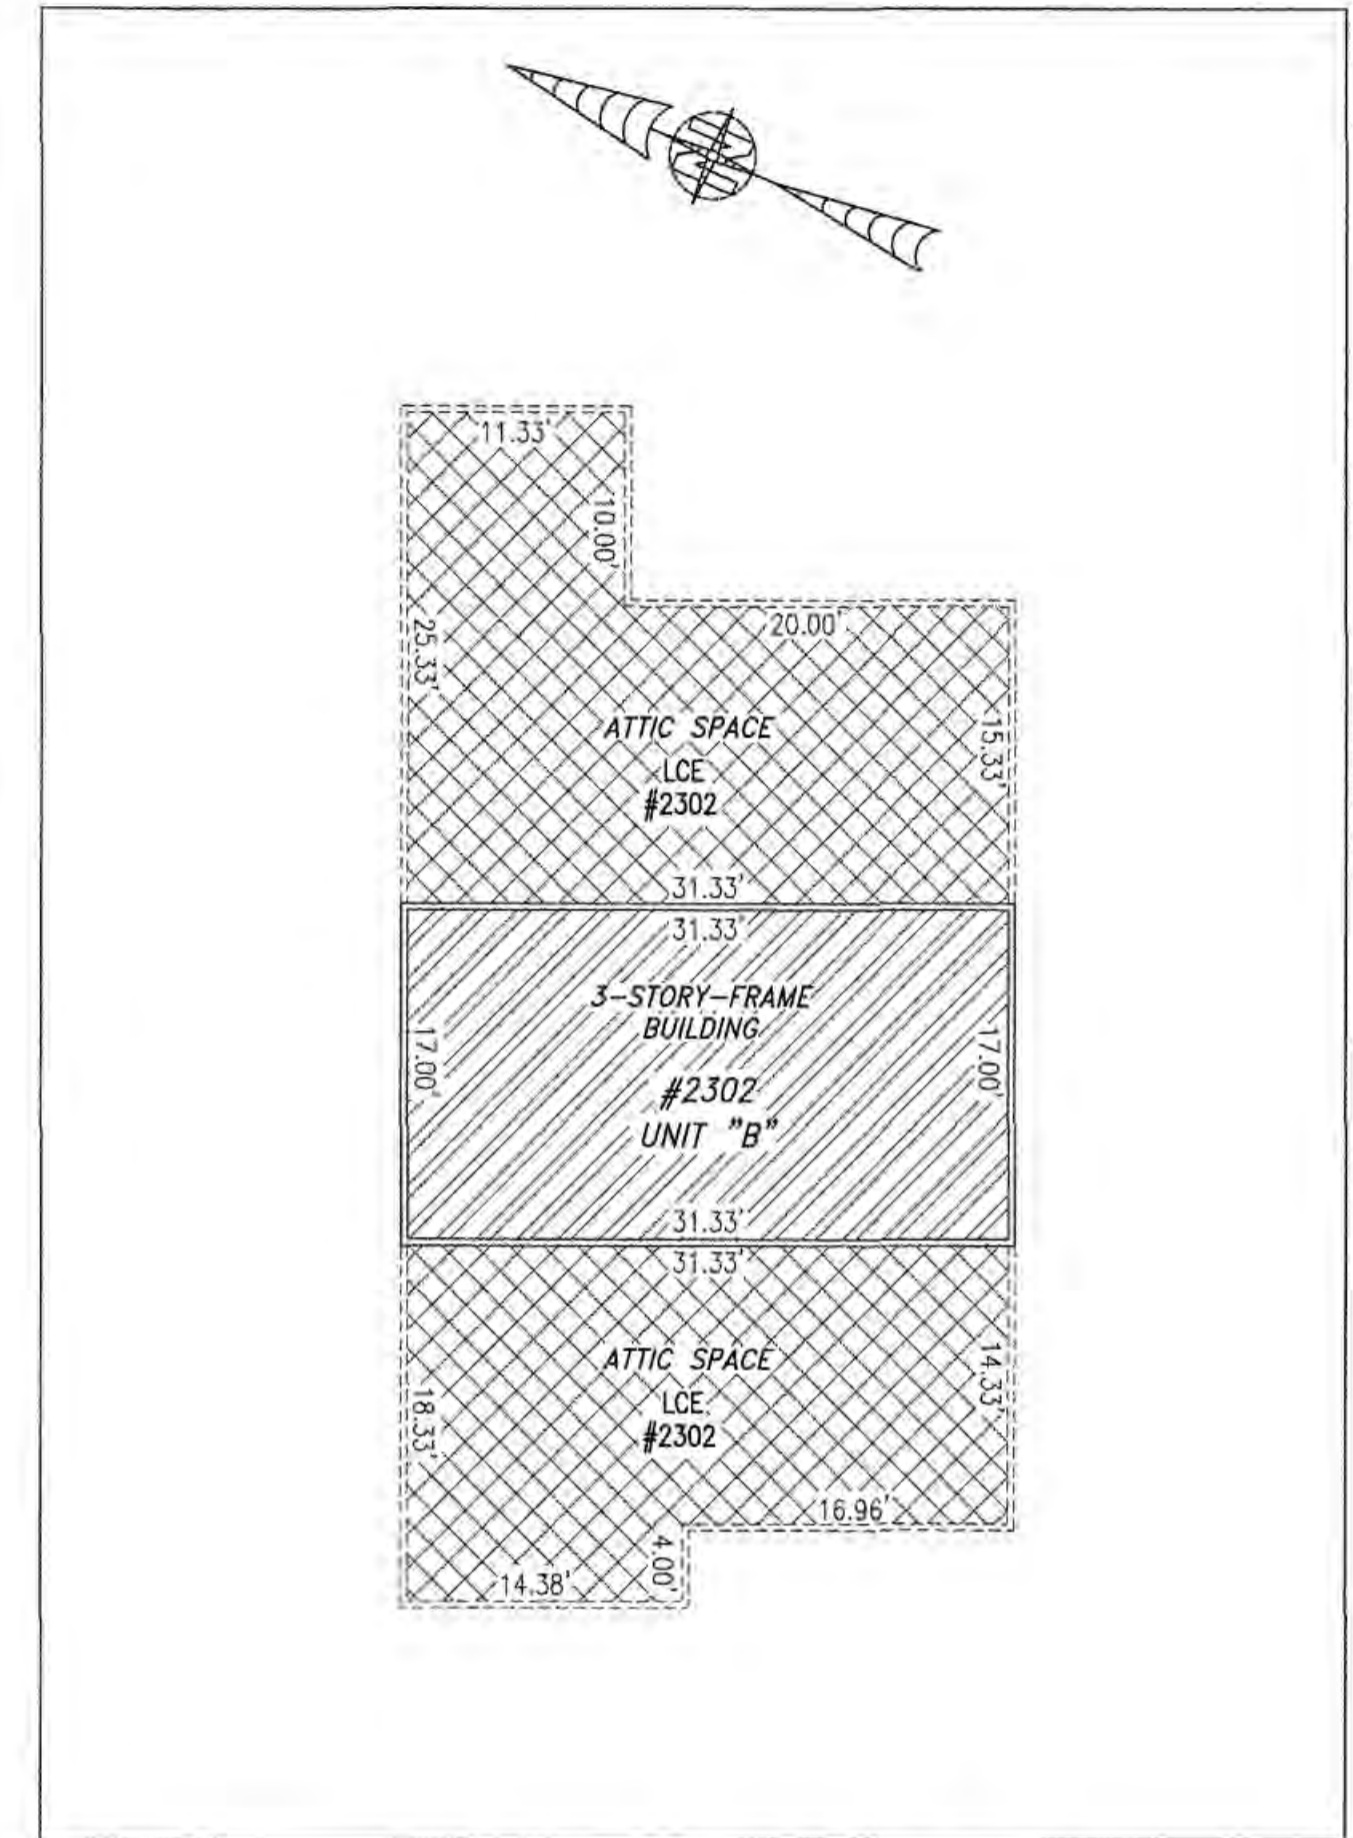 N
11.33'
10.00'
20.00'
25.33'
15.33'
ATTIC SPACE
LCE
#2302
31.33'
31.33'
3-STORY-FRAME
BUILDING
17.00'
17.00'
#2302
UNIT "B"
31.33'
31.33'
ATTIC SPACE
LCE
#2302
18.33'
14.33'
16.96'
4.00'
14.38'